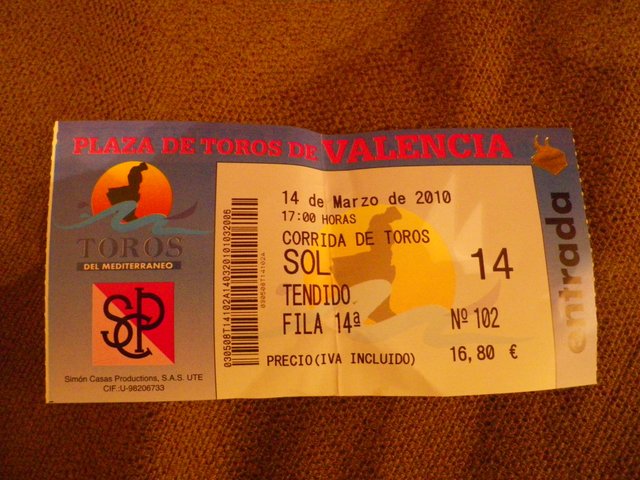 PLAZA DE TOROS DE VALENCIA
TOROS
DEL MEDITERRANEO
SCP
Simón Casas Productions, S.A.S. UTE
CIF.:U-98206733
030508T14102A140320101032086
030508T14102A
14 de Marzo de 2010
17:00 HORAS
CORRIDA DE TOROS
SOL 14
TENDIDO
FILA 14ª Nº 102
PRECIO(IVA INCLUIDO) 16,80 €
entrada